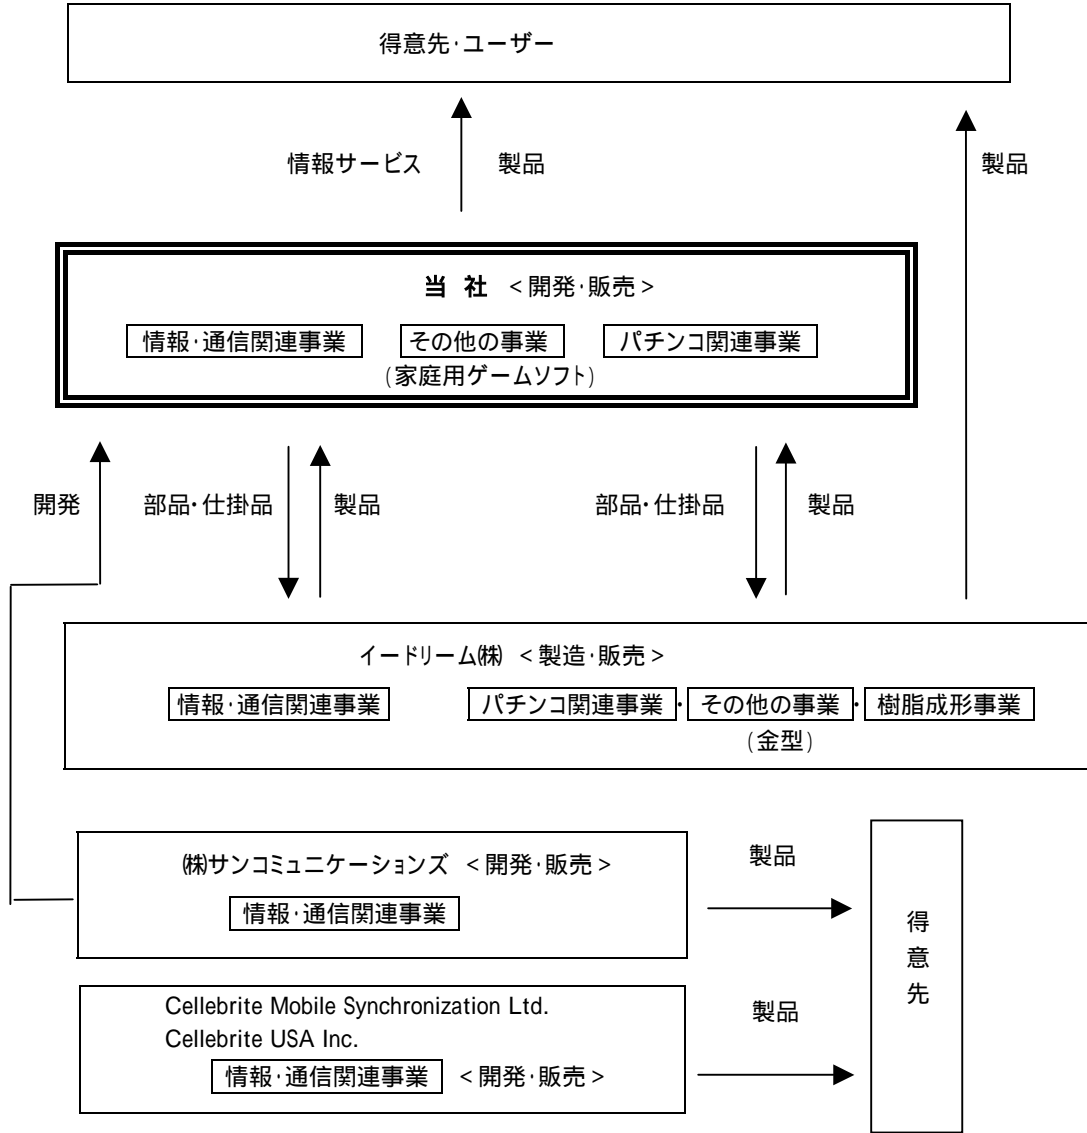 得意先･ユーザー
情報サービス 製品 製品
当 社 ＜開発･販売＞
情報･通信関連事業 その他の事業 パチンコ関連事業
(家庭用ゲームソフト)
開発 部品･仕掛品 製品 部品･仕掛品 製品
イードリーム㈱ ＜製造･販売＞
情報･通信関連事業 パチンコ関連事業･その他の事業･樹脂成形事業
(金型)
㈱サンコミュニケーションズ ＜開発･販売＞
情報･通信関連事業
製品
Cellebrite Mobile Synchronization Ltd.
Cellebrite USA Inc.
情報･通信関連事業 ＜開発･販売＞
製品
得
意
先